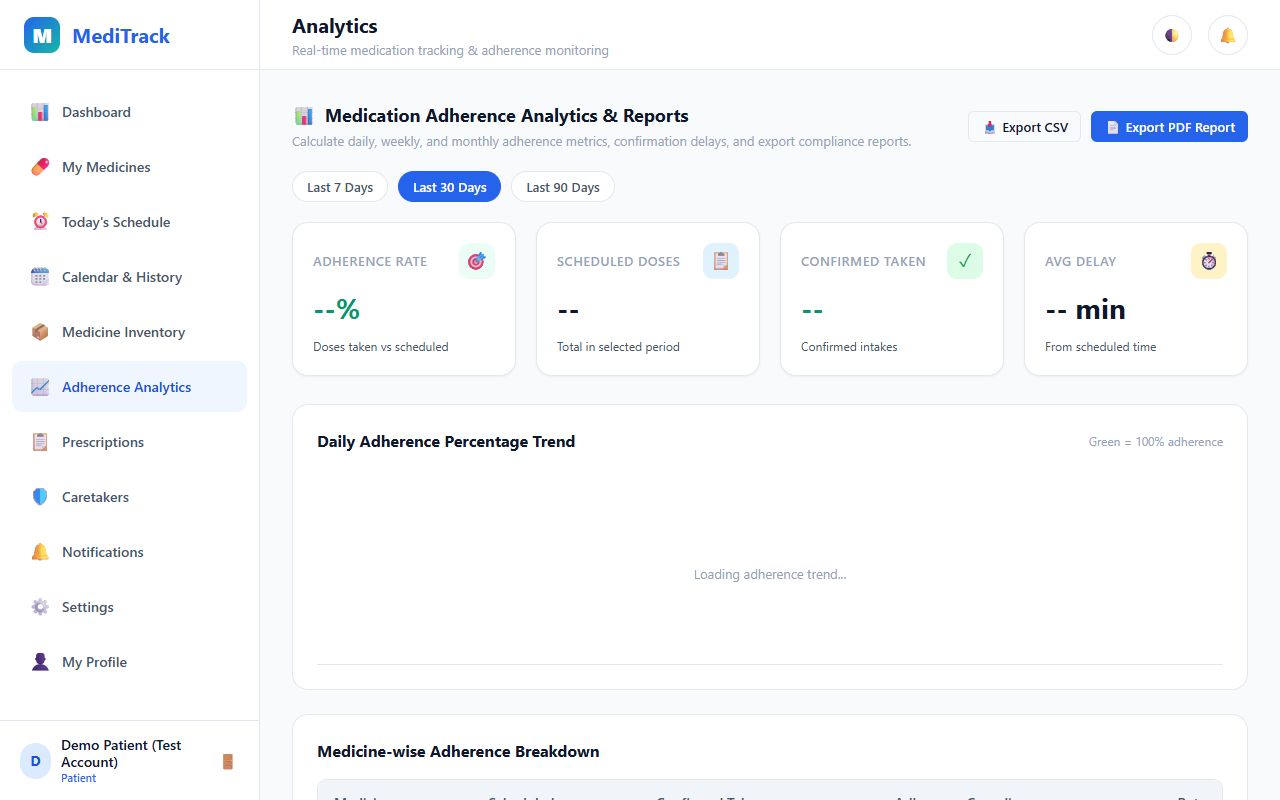 M MediTrack
Analytics
Real-time medication tracking & adherence monitoring
Dashboard
My Medicines
Today's Schedule
Calendar & History
Medicine Inventory
Adherence Analytics
Prescriptions
Caretakers
Notifications
Settings
My Profile
D
Demo Patient (Test
Account)
Patient
Medication Adherence Analytics & Reports
Calculate daily, weekly, and monthly adherence metrics, confirmation delays, and export compliance reports.
Export CSV
Export PDF Report
Last 7 Days
Last 30 Days
Last 90 Days
ADHERENCE RATE
--%
Doses taken vs scheduled
SCHEDULED DOSES
--
Total in selected period
CONFIRMED TAKEN
--
Confirmed intakes
AVG DELAY
-- min
From scheduled time
Daily Adherence Percentage Trend
Green = 100% adherence
Loading adherence trend...
Medicine-wise Adherence Breakdown